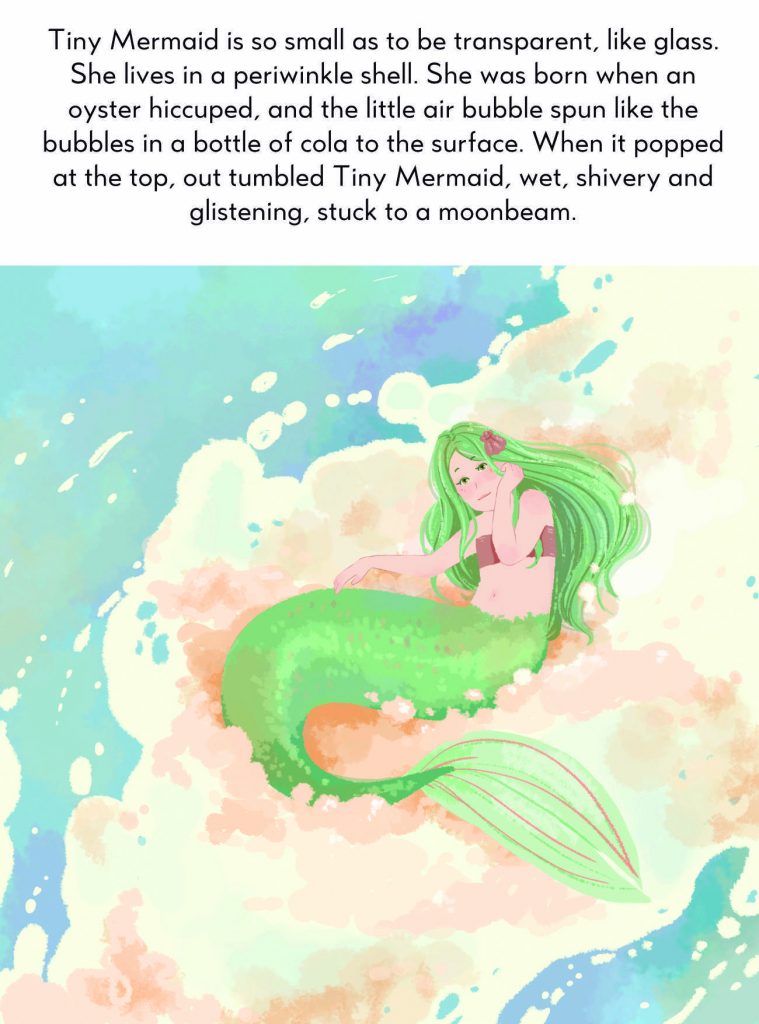 Tiny Mermaid is so small as to be transparent, like glass.
She lives in a periwinkle shell. She was born when an
oyster hiccuped, and the little air bubble spun like the
bubbles in a bottle of cola to the surface. When it popped
at the top, out tumbled Tiny Mermaid, wet, shivery and
glistening, stuck to a moonbeam.